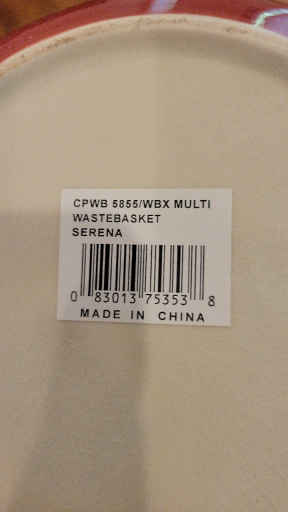 CPWB 5855/WBX MULTI
WASTEBASKET
SERENA
0 83013 75353 8
MADE IN CHINA